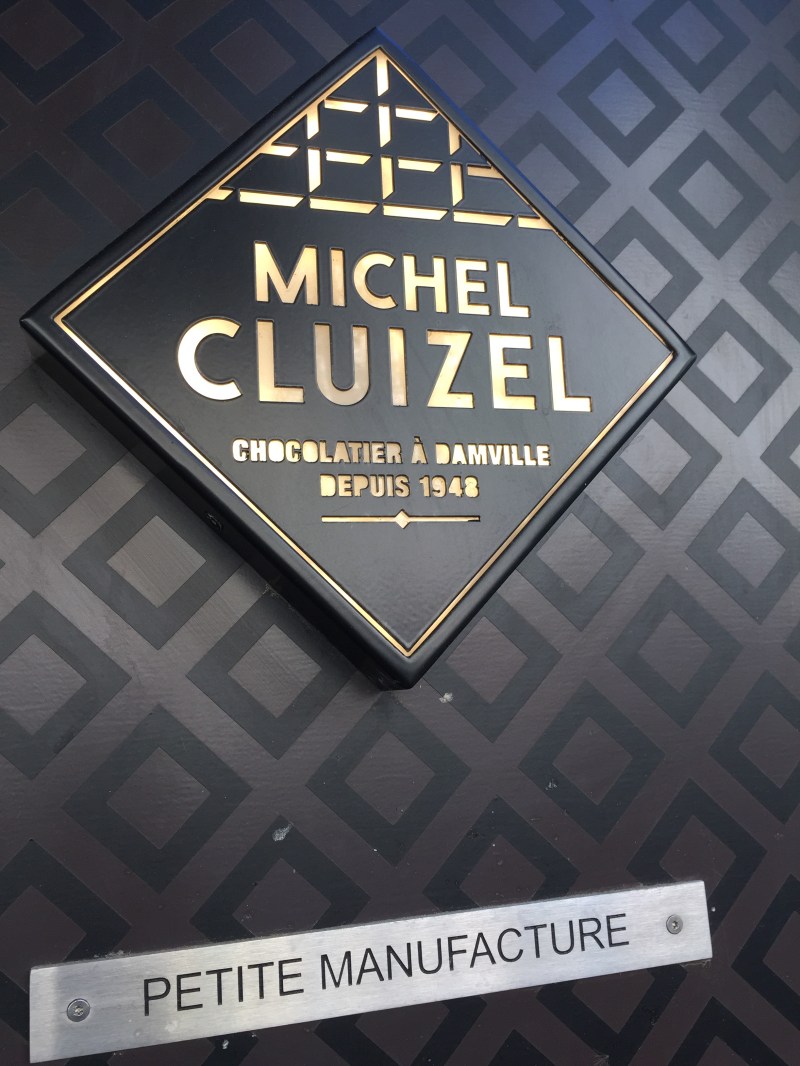 MICHEL
CLUIZEL
CHOCOLATIER À DAMVILLE
DEPUIS 1948
PETITE MANUFACTURE